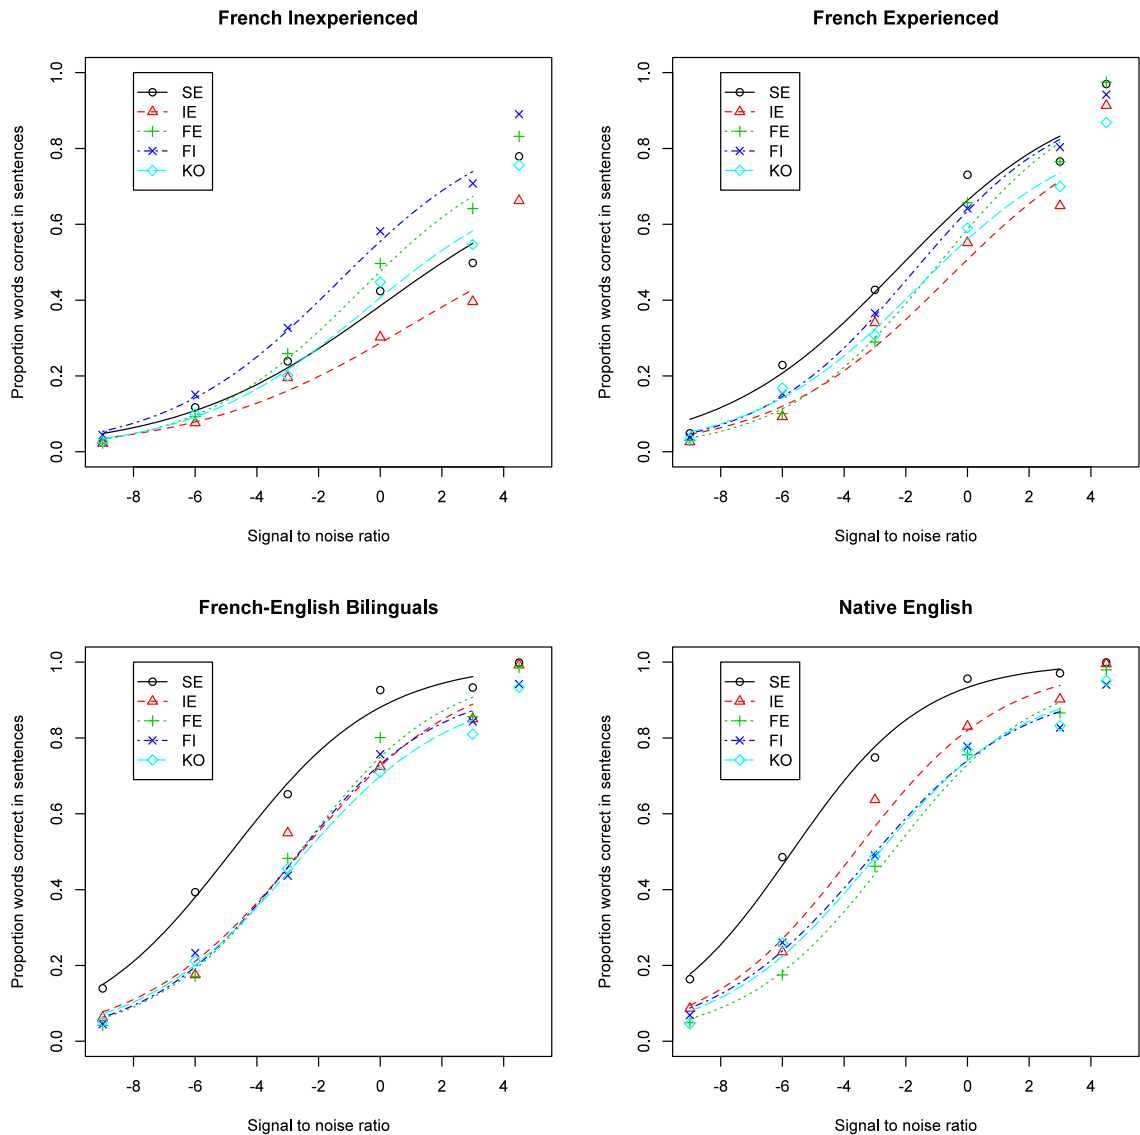 French Inexperienced
Proportion words correct in sentences
1.0
0.8
0.6
0.4
0.2
0.0
SE
IE
FE
FI
KO
-8 -6 -4 -2 0 2 4
Signal to noise ratio
French Experienced
Proportion words correct in sentences
1.0
0.8
0.6
0.4
0.2
0.0
SE
IE
FE
FI
KO
-8 -6 -4 -2 0 2 4
Signal to noise ratio
French-English Bilinguals
Proportion words correct in sentences
1.0
0.8
0.6
0.4
0.2
0.0
SE
IE
FE
FI
KO
-8 -6 -4 -2 0 2 4
Signal to noise ratio
Native English
Proportion words correct in sentences
1.0
0.8
0.6
0.4
0.2
0.0
SE
IE
FE
FI
KO
-8 -6 -4 -2 0 2 4
Signal to noise ratio